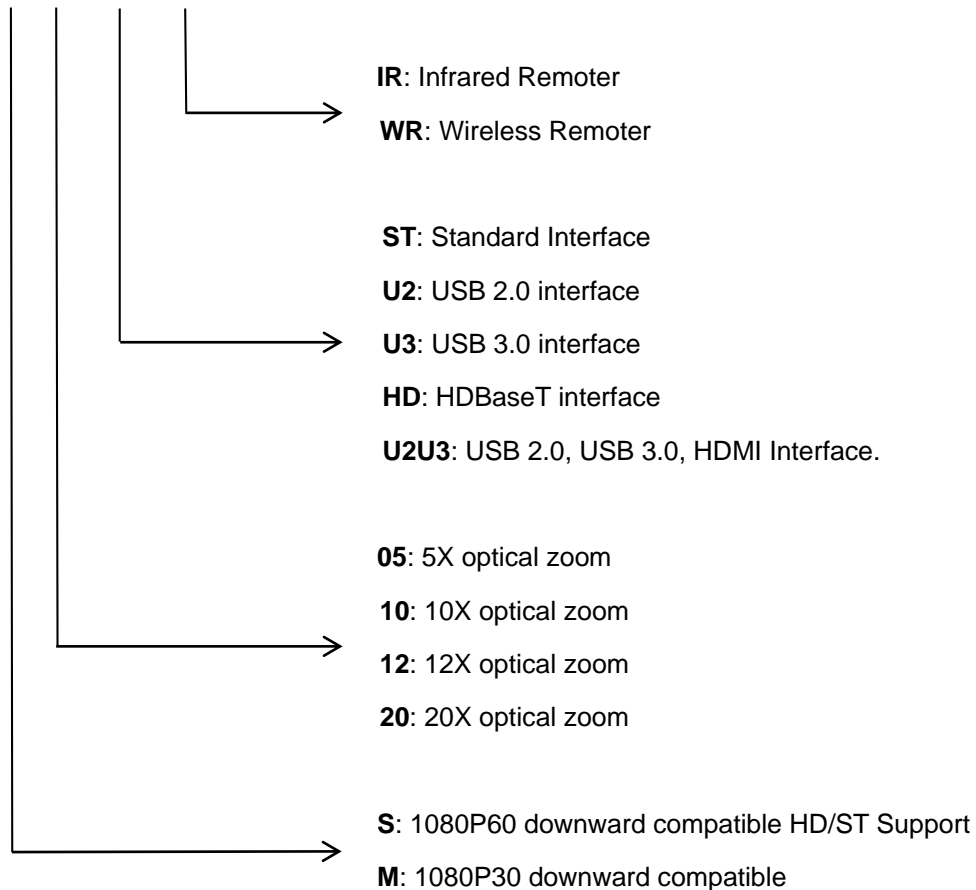 IR: Infrared Remoter
WR: Wireless Remoter
ST: Standard Interface
U2: USB 2.0 interface
U3: USB 3.0 interface
HD: HDBaseT interface
U2U3: USB 2.0, USB 3.0, HDMI Interface.
05: 5X optical zoom
10: 10X optical zoom
12: 12X optical zoom
20: 20X optical zoom
S: 1080P60 downward compatible HD/ST Support
M: 1080P30 downward compatible